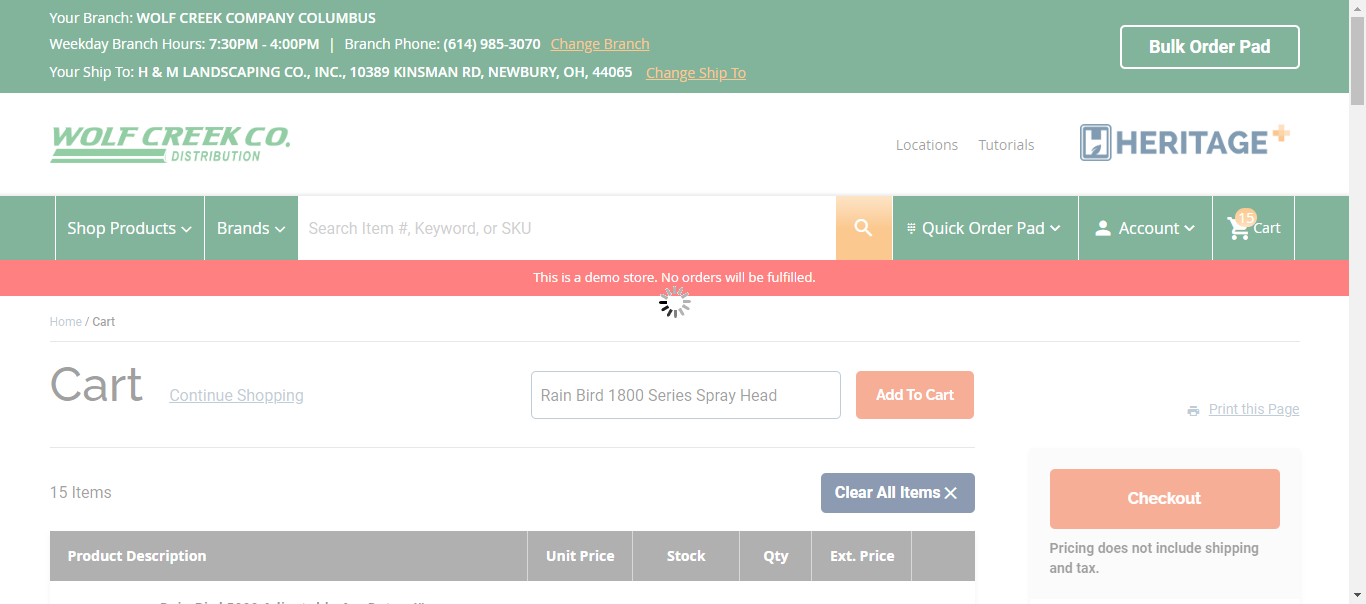 Your Branch: WOLF CREEK COMPANY COLUMBUS
Weekday Branch Hours: 7:30PM - 4:00PM | Branch Phone: (614) 985-3070 Change Branch
Your Ship To: H & M LANDSCAPING CO., INC., 10389 KINSMAN RD, NEWBURY, OH, 44065 Change Ship To
Bulk Order Pad
WOLF CREEK CO.
DISTRIBUTION
Locations Tutorials
HERITAGE+
Shop Products Brands Search Item #, Keyword, or SKU Quick Order Pad Account 15 Cart
This is a demo store. No orders will be fulfilled.
Home / Cart
Cart Continue Shopping Rain Bird 1800 Series Spray Head Add To Cart
Print this Page
15 Items Clear All Items
Checkout
Pricing does not include shipping
and tax.
Product Description Unit Price Stock Qty Ext. Price